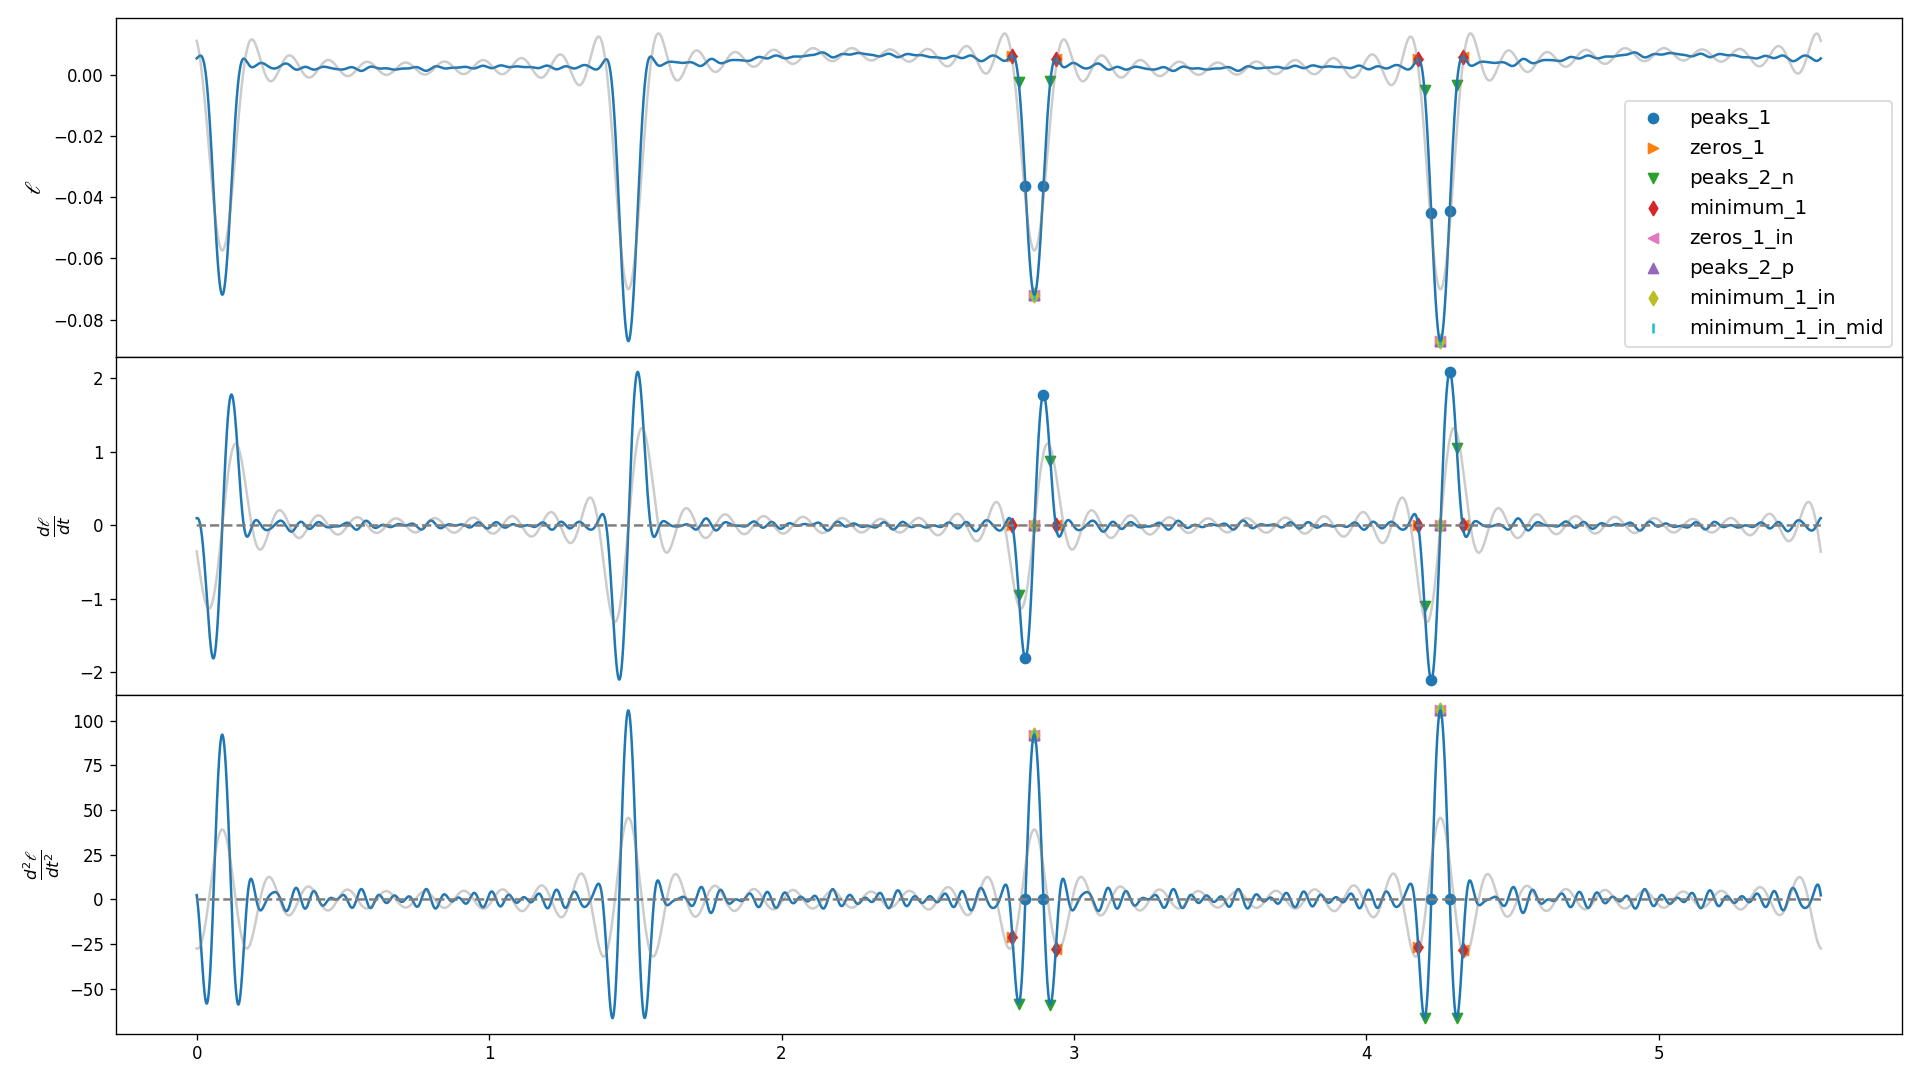 0.00
−0.02
−0.04
−0.06
−0.08
ℓ
peaks_1
zeros_1
peaks_2_n
minimum_1
zeros_1_in
peaks_2_p
minimum_1_in
minimum_1_in_mid
2
1
0
−1
−2
dℓ
dt
100
75
50
25
0
−25
−50
d²ℓ
dt²
0 1 2 3 4 5